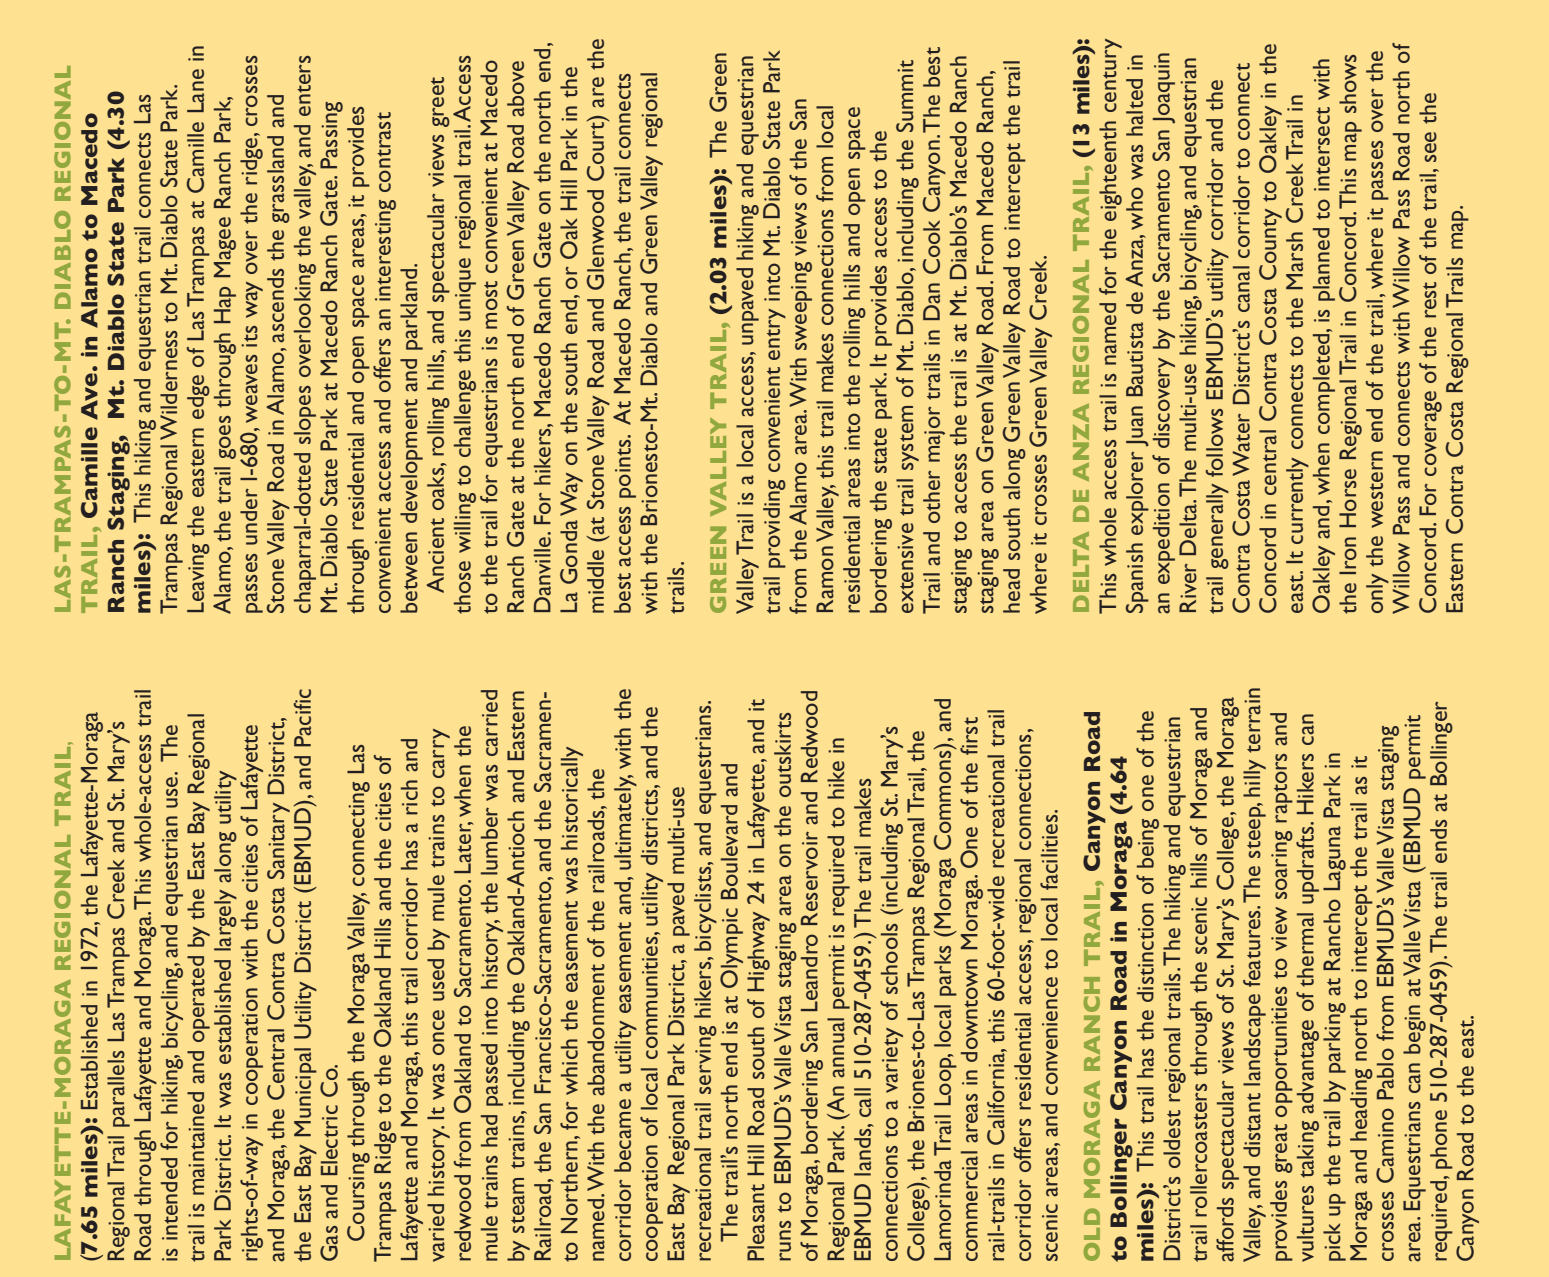 LAFAYETTE-MORAGA REGIONAL TRAIL,
(7.65 miles): Established in 1972, the Lafayette-Moraga
Regional Trail parallels Las Trampas Creek and St. Mary's
Road through Lafayette and Moraga. This whole-access trail
is intended for hiking, bicycling, and equestrian use. The
trail is maintained and operated by the East Bay Regional
Park District. It was established largely along utility
rights-of-way in cooperation with the cities of Lafayette
and Moraga, the Central Contra Costa Sanitary District,
the East Bay Municipal Utility District (EBMUD), and Pacific
Gas and Electric Co.
Coursing through the Moraga Valley, connecting Las
Trampas Ridge to the Oakland Hills and the cities of
Lafayette and Moraga, this trail corridor has a rich and
varied history. It was once used by mule trains to carry
redwood from Oakland to Sacramento. Later, when the
mule trains had passed into history, the lumber was carried
by steam trains, including the Oakland-Antioch and Eastern
Railroad, the San Francisco-Sacramento, and the Sacramen-
to Northern, for which the easement was historically
named. With the abandonment of the railroads, the
corridor became a utility easement and, ultimately, with the
cooperation of local communities, utility districts, and the
East Bay Regional Park District, a paved multi-use
recreational trail serving hikers, bicyclists, and equestrians.
The trail's north end is at Olympic Boulevard and
Pleasant Hill Road south of Highway 24 in Lafayette, and it
runs to EBMUD's Valle Vista staging area on the outskirts
of Moraga, bordering San Leandro Reservoir and Redwood
Regional Park. (An annual permit is required to hike in
EBMUD lands, call 510-287-0459.) The trail makes
connections to a variety of schools (including St. Mary's
College), the Briones-to-Las Trampas Regional Trail, the
Lamorinda Trail Loop, local parks (Moraga Commons), and
commercial areas in downtown Moraga. One of the first
rail-trails in California, this 60-foot-wide recreational trail
corridor offers residential access, regional connections,
scenic areas, and convenience to local facilities.
OLD MORAGA RANCH TRAIL, Canyon Road
to Bollinger Canyon Road in Moraga (4.64
miles): This trail has the distinction of being one of the
District's oldest regional trails. The hiking and equestrian
trail rollercoasters through the scenic hills of Moraga and
affords spectacular views of St. Mary's College, the Moraga
Valley, and distant landscape features. The steep, hilly terrain
provides great opportunities to view soaring raptors and
vultures taking advantage of thermal updrafts. Hikers can
pick up the trail by parking at Rancho Laguna Park in
Moraga and heading north to intercept the trail as it
crosses Camino Pablo from EBMUD's Valle Vista staging
area. Equestrians can begin at Valle Vista (EBMUD permit
required, phone 510-287-0459). The trail ends at Bollinger
Canyon Road to the east.
LAS-TRAMPAS-TO-MT. DIABLO REGIONAL
TRAIL, Camille Ave. in Alamo to Macedo
Ranch Staging, Mt. Diablo State Park (4.30
miles): This hiking and equestrian trail connects Las
Trampas Regional Wilderness to Mt. Diablo State Park.
Leaving the eastern edge of Las Trampas at Camille Lane in
Alamo, the trail goes through Hap Magee Ranch Park,
passes under I-680, weaves its way over the ridge, crosses
Stone Valley Road in Alamo, ascends the grassland and
chaparral-dotted slopes overlooking the valley, and enters
Mt. Diablo State Park at Macedo Ranch Gate. Passing
through residential and open space areas, it provides
convenient access and offers an interesting contrast
between development and parkland.
Ancient oaks, rolling hills, and spectacular views greet
those willing to challenge this unique regional trail. Access
to the trail for equestrians is most convenient at Macedo
Ranch Gate at the north end of Green Valley Road above
Danville. For hikers, Macedo Ranch Gate on the north end,
La Gonda Way on the south end, or Oak Hill Park in the
middle (at Stone Valley Road and Glenwood Court) are the
best access points. At Macedo Ranch, the trail connects
with the Brionesto-Mt. Diablo and Green Valley regional
trails.
GREEN VALLEY TRAIL, (2.03 miles): The Green
Valley Trail is a local access, unpaved hiking and equestrian
trail providing convenient entry into Mt. Diablo State Park
from the Alamo area. With sweeping views of the San
Ramon Valley, this trail makes connections from local
residential areas into the rolling hills and open space
bordering the state park. It provides access to the
extensive trail system of Mt. Diablo, including the Summit
Trail and other major trails in Dan Cook Canyon. The best
staging to access the trail is at Mt. Diablo's Macedo Ranch
staging area on Green Valley Road. From Macedo Ranch,
head south along Green Valley Road to intercept the trail
where it crosses Green Valley Creek.
DELTA DE ANZA REGIONAL TRAIL, (13 miles):
This whole access trail is named for the eighteenth century
Spanish explorer Juan Bautista de Anza, who was halted in
an expedition of discovery by the Sacramento San Joaquin
River Delta. The multi-use hiking, bicycling, and equestrian
trail generally follows EBMUD's utility corridor and the
Contra Costa Water District's canal corridor to connect
Concord in central Contra Costa County to Oakley in the
east. It currently connects to the Marsh Creek Trail in
Oakley and, when completed, is planned to intersect with
the Iron Horse Regional Trail in Concord. This map shows
only the western end of the trail, where it passes over the
Willow Pass and connects with Willow Pass Road north of
Concord. For coverage of the rest of the trail, see the
Eastern Contra Costa Regional Trails map.